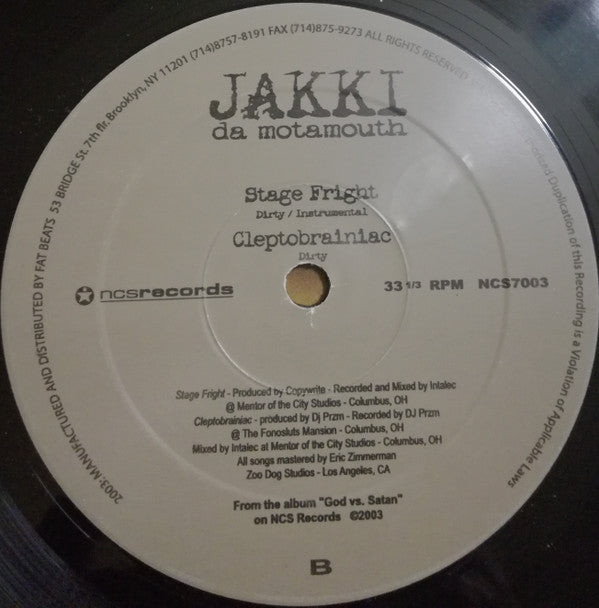 2003: MANUFACTURED AND DISTRIBUTED BY FAT BEATS 53 BRIDGE St. 7th flr. Brooklyn, NY 11201 (714)8757-8191 FAX (714)875-9273 ALL RIGHTS RESERVED
Duplication of this Recording is a Violation of Applicable Laws
JAKKI
da motamouth
Stage Fright
Dirty / Instrumental
Cleptobrainiac
Dirty
ncsrecords
33 1/3 RPM NCS7003
Stage Fright - Produced by Copywrite - Recorded and Mixed by Intalec
@ Mentor of the City Studios - Columbus, OH
Cleptobrainiac - produced by Dj Przm - Recorded by DJ Przm
@ The Fonosluts Mansion - Columbus, OH
Mixed by Intalec at Mentor of the City Studios - Columbus, OH
All songs mastered by Eric Zimmerman
Zoo Dog Studios - Los Angeles, CA
From the album "God vs. Satan"
on NCS Records ©2003
B